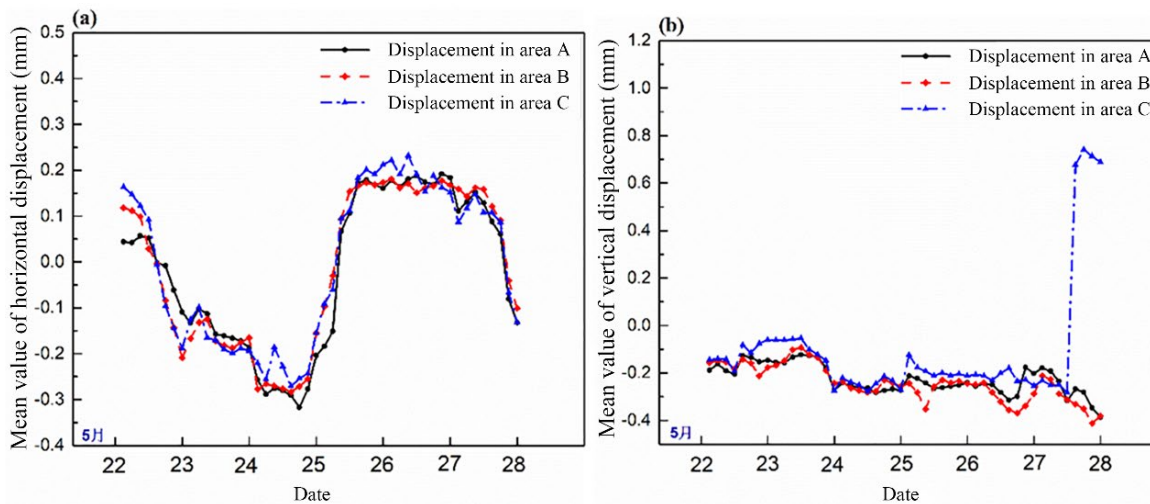 (a)
Mean value of horizontal displacement (mm)
0.5
0.4
0.3
0.2
0.1
0.0
-0.1
-0.2
-0.3
-0.4
Displacement in area A
Displacement in area B
Displacement in area C
5月
22 23 24 25 26 27 28
Date
(b)
Mean value of vertical displacement (mm)
1.2
1.0
0.8
0.6
0.4
0.2
0.0
-0.2
-0.4
-0.6
Displacement in area A
Displacement in area B
Displacement in area C
5月
22 23 24 25 26 27 28
Date